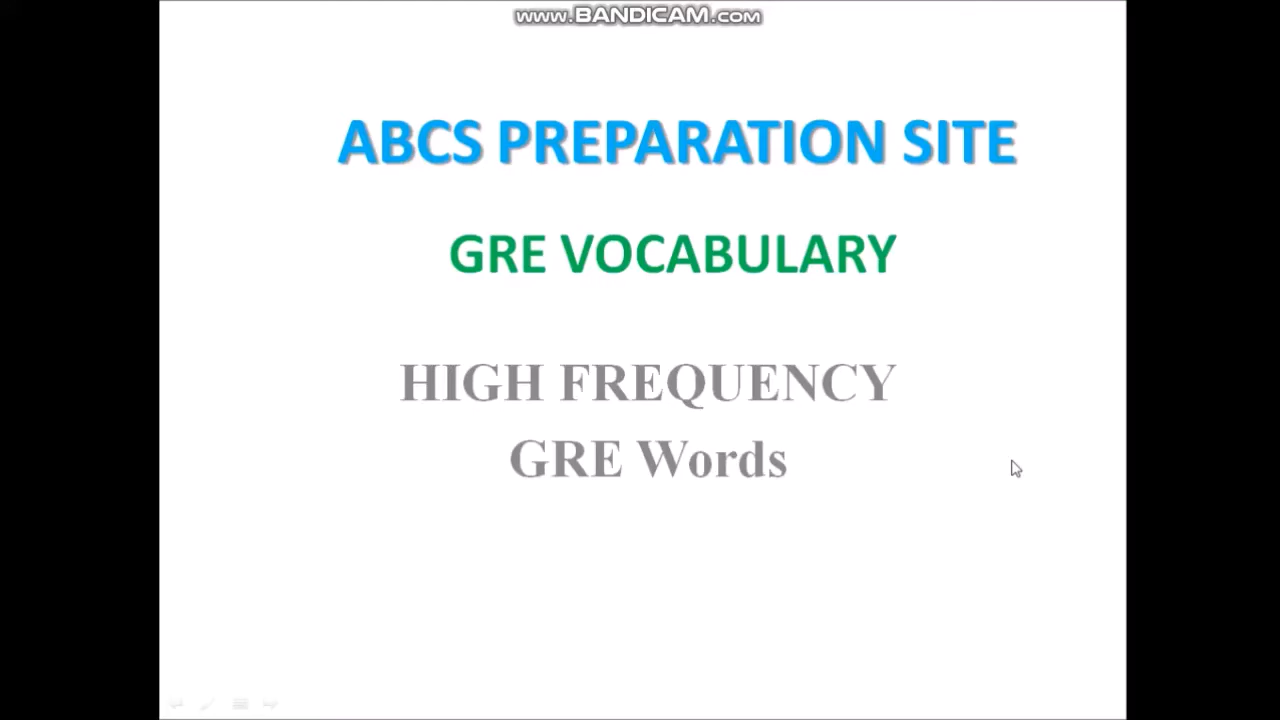 www.BANDICAM.com
ABCS PREPARATION SITE
GRE VOCABULARY
HIGH FREQUENCY
GRE Words